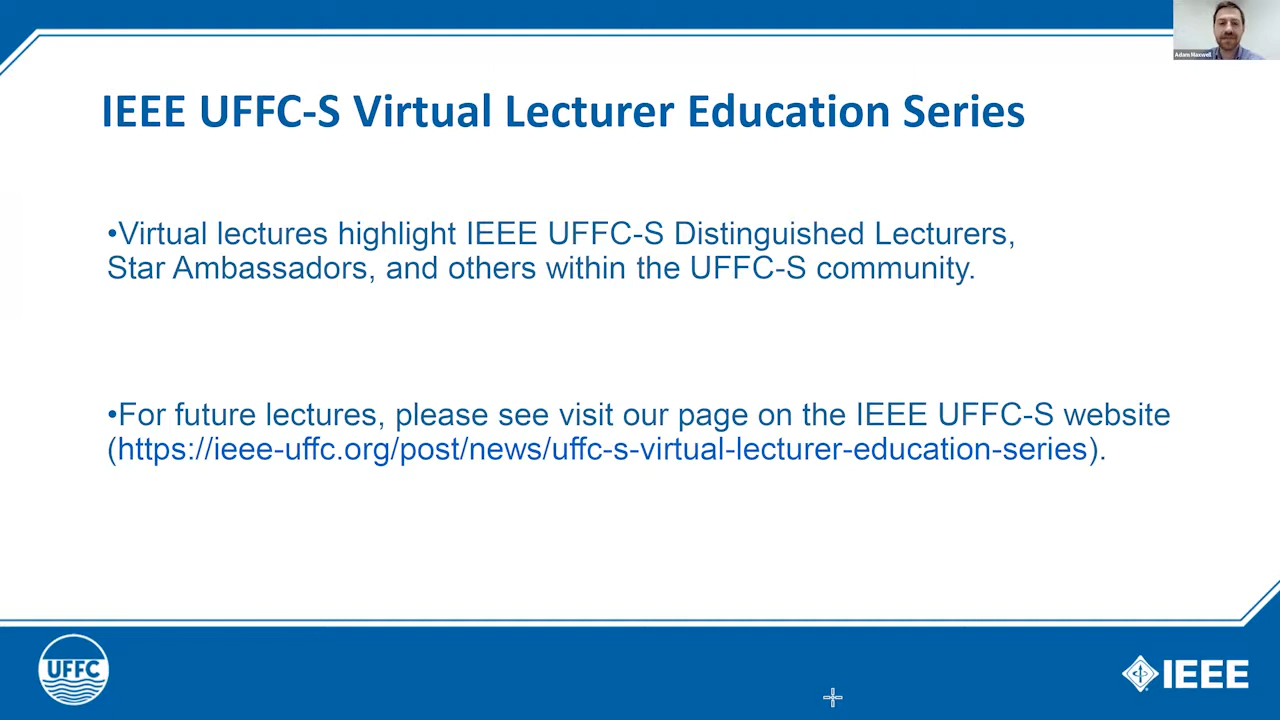 Adam Maxwell
IEEE UFFC-S Virtual Lecturer Education Series
•Virtual lectures highlight IEEE UFFC-S Distinguished Lecturers,
Star Ambassadors, and others within the UFFC-S community.
•For future lectures, please see visit our page on the IEEE UFFC-S website
(https://ieee-uffc.org/post/news/uffc-s-virtual-lecturer-education-series).
UFFC
IEEE